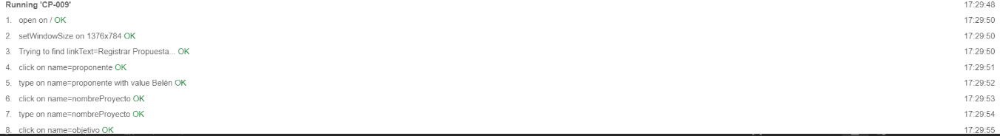 Running 'CP-009' 17:29:48
1. open on / OK 17:29:50
2. setWindowSize on 1376x784 OK 17:29:50
3. Trying to find linkText=Registrar Propuesta... OK 17:29:50
4. click on name=proponente OK 17:29:51
5. type on name=proponente with value Belén OK 17:29:52
6. click on name=nombreProyecto OK 17:29:53
7. type on name=nombreProyecto OK 17:29:54
8. click on name=objetivo OK 17:29:55